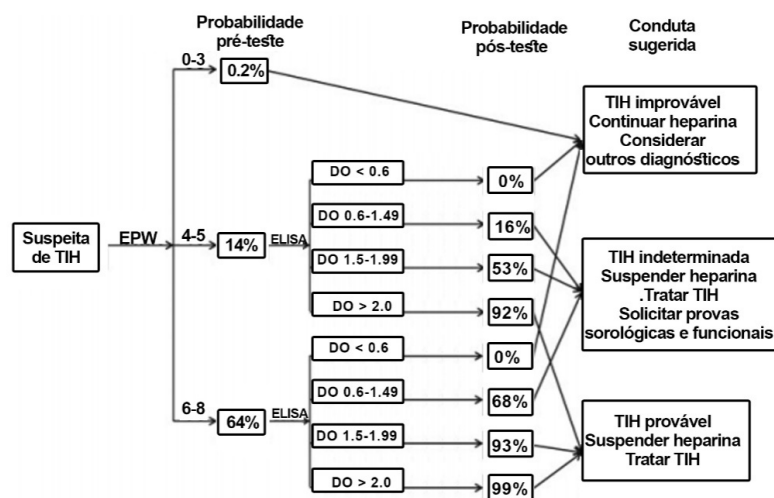 Probabilidade
pré-teste
Probabilidade
pós-teste
Conduta
sugerida
0-3
0.2%
TIH improvável
Continuar heparina
Considerar
outros diagnósticos
DO < 0.6
0%
DO 0.6-1.49
16%
Suspeita
de TIH
EPW
4-5
14%
ELISA
DO 1.5-1.99
53%
DO > 2.0
92%
TIH indeterminada
Suspender heparina
.Tratar TIH
Solicitar provas
sorológicas e funcionais
DO < 0.6
0%
DO 0.6-1.49
68%
6-8
64%
ELISA
DO 1.5-1.99
93%
DO > 2.0
99%
TIH provável
Suspender heparina
Tratar TIH